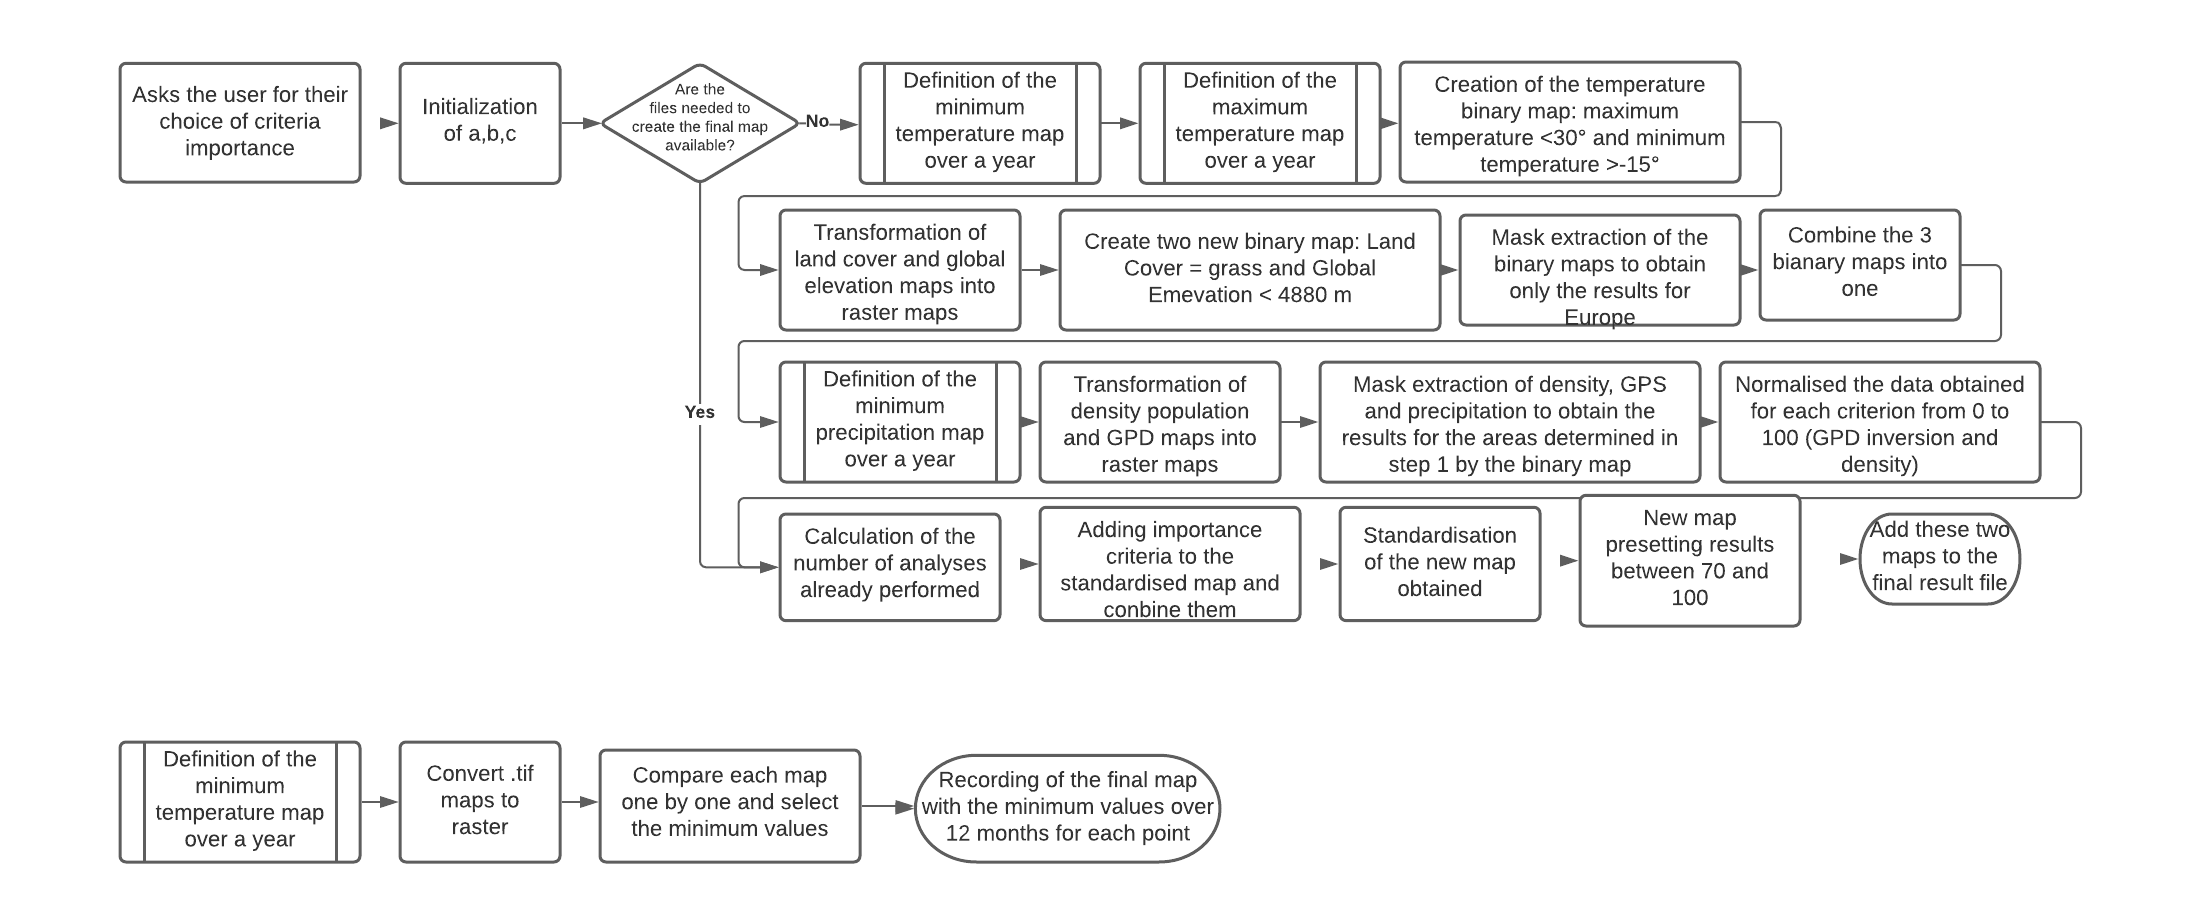 Asks the user for their
choice of criteria
importance
Initialization
of a,b,c
Are the
files needed to
create the final map
available?
No
Definition of the
minimum
temperature map
over a year
Definition of the
maximum
temperature map
over a year
Creation of the temperature
binary map: maximum
temperature <30° and minimum
temperature >-15°
Transformation of
land cover and global
elevation maps into
raster maps
Create two new binary map: Land
Cover = grass and Global
Emevation < 4880 m
Mask extraction of the
binary maps to obtain
only the results for
Europe
Combine the 3
bianary maps into
one
Yes
Definition of the
minimum
precipitation map
over a year
Transformation of
density population
and GPD maps into
raster maps
Mask extraction of density, GPS
and precipitation to obtain the
results for the areas determined in
step 1 by the binary map
Normalised the data obtained
for each criterion from 0 to
100 (GPD inversion and
density)
Calculation of the
number of analyses
already performed
Adding importance
criteria to the
standardised map and
conbine them
Standardisation
of the new map
obtained
New map
presetting results
between 70 and
100
Add these two
maps to the
final result file
Definition of the
minimum
temperature map
over a year
Convert .tif
maps to
raster
Compare each map
one by one and select
the minimum values
Recording of the final map
with the minimum values over
12 months for each point